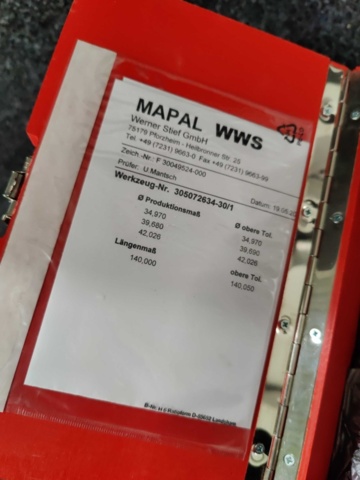 MAPAL WWS
Werner Stief GmbH
75179 Pforzheim - Heilbronner Str. 25
Tel. +49 (7231) 9663-0 Fax +49 (7231) 9663-99
Zeich.-Nr.: F 30049524-000
Prüfer: U.Mantsch
Datum: 19.05
Werkzeug-Nr. 305072634-30/1
Ø Produktionsmaß Ø obere Tol.
34,970 34,970
39,680 39,690
42,026 42,026
Längenmaß obere Tol.
140,000 140,050